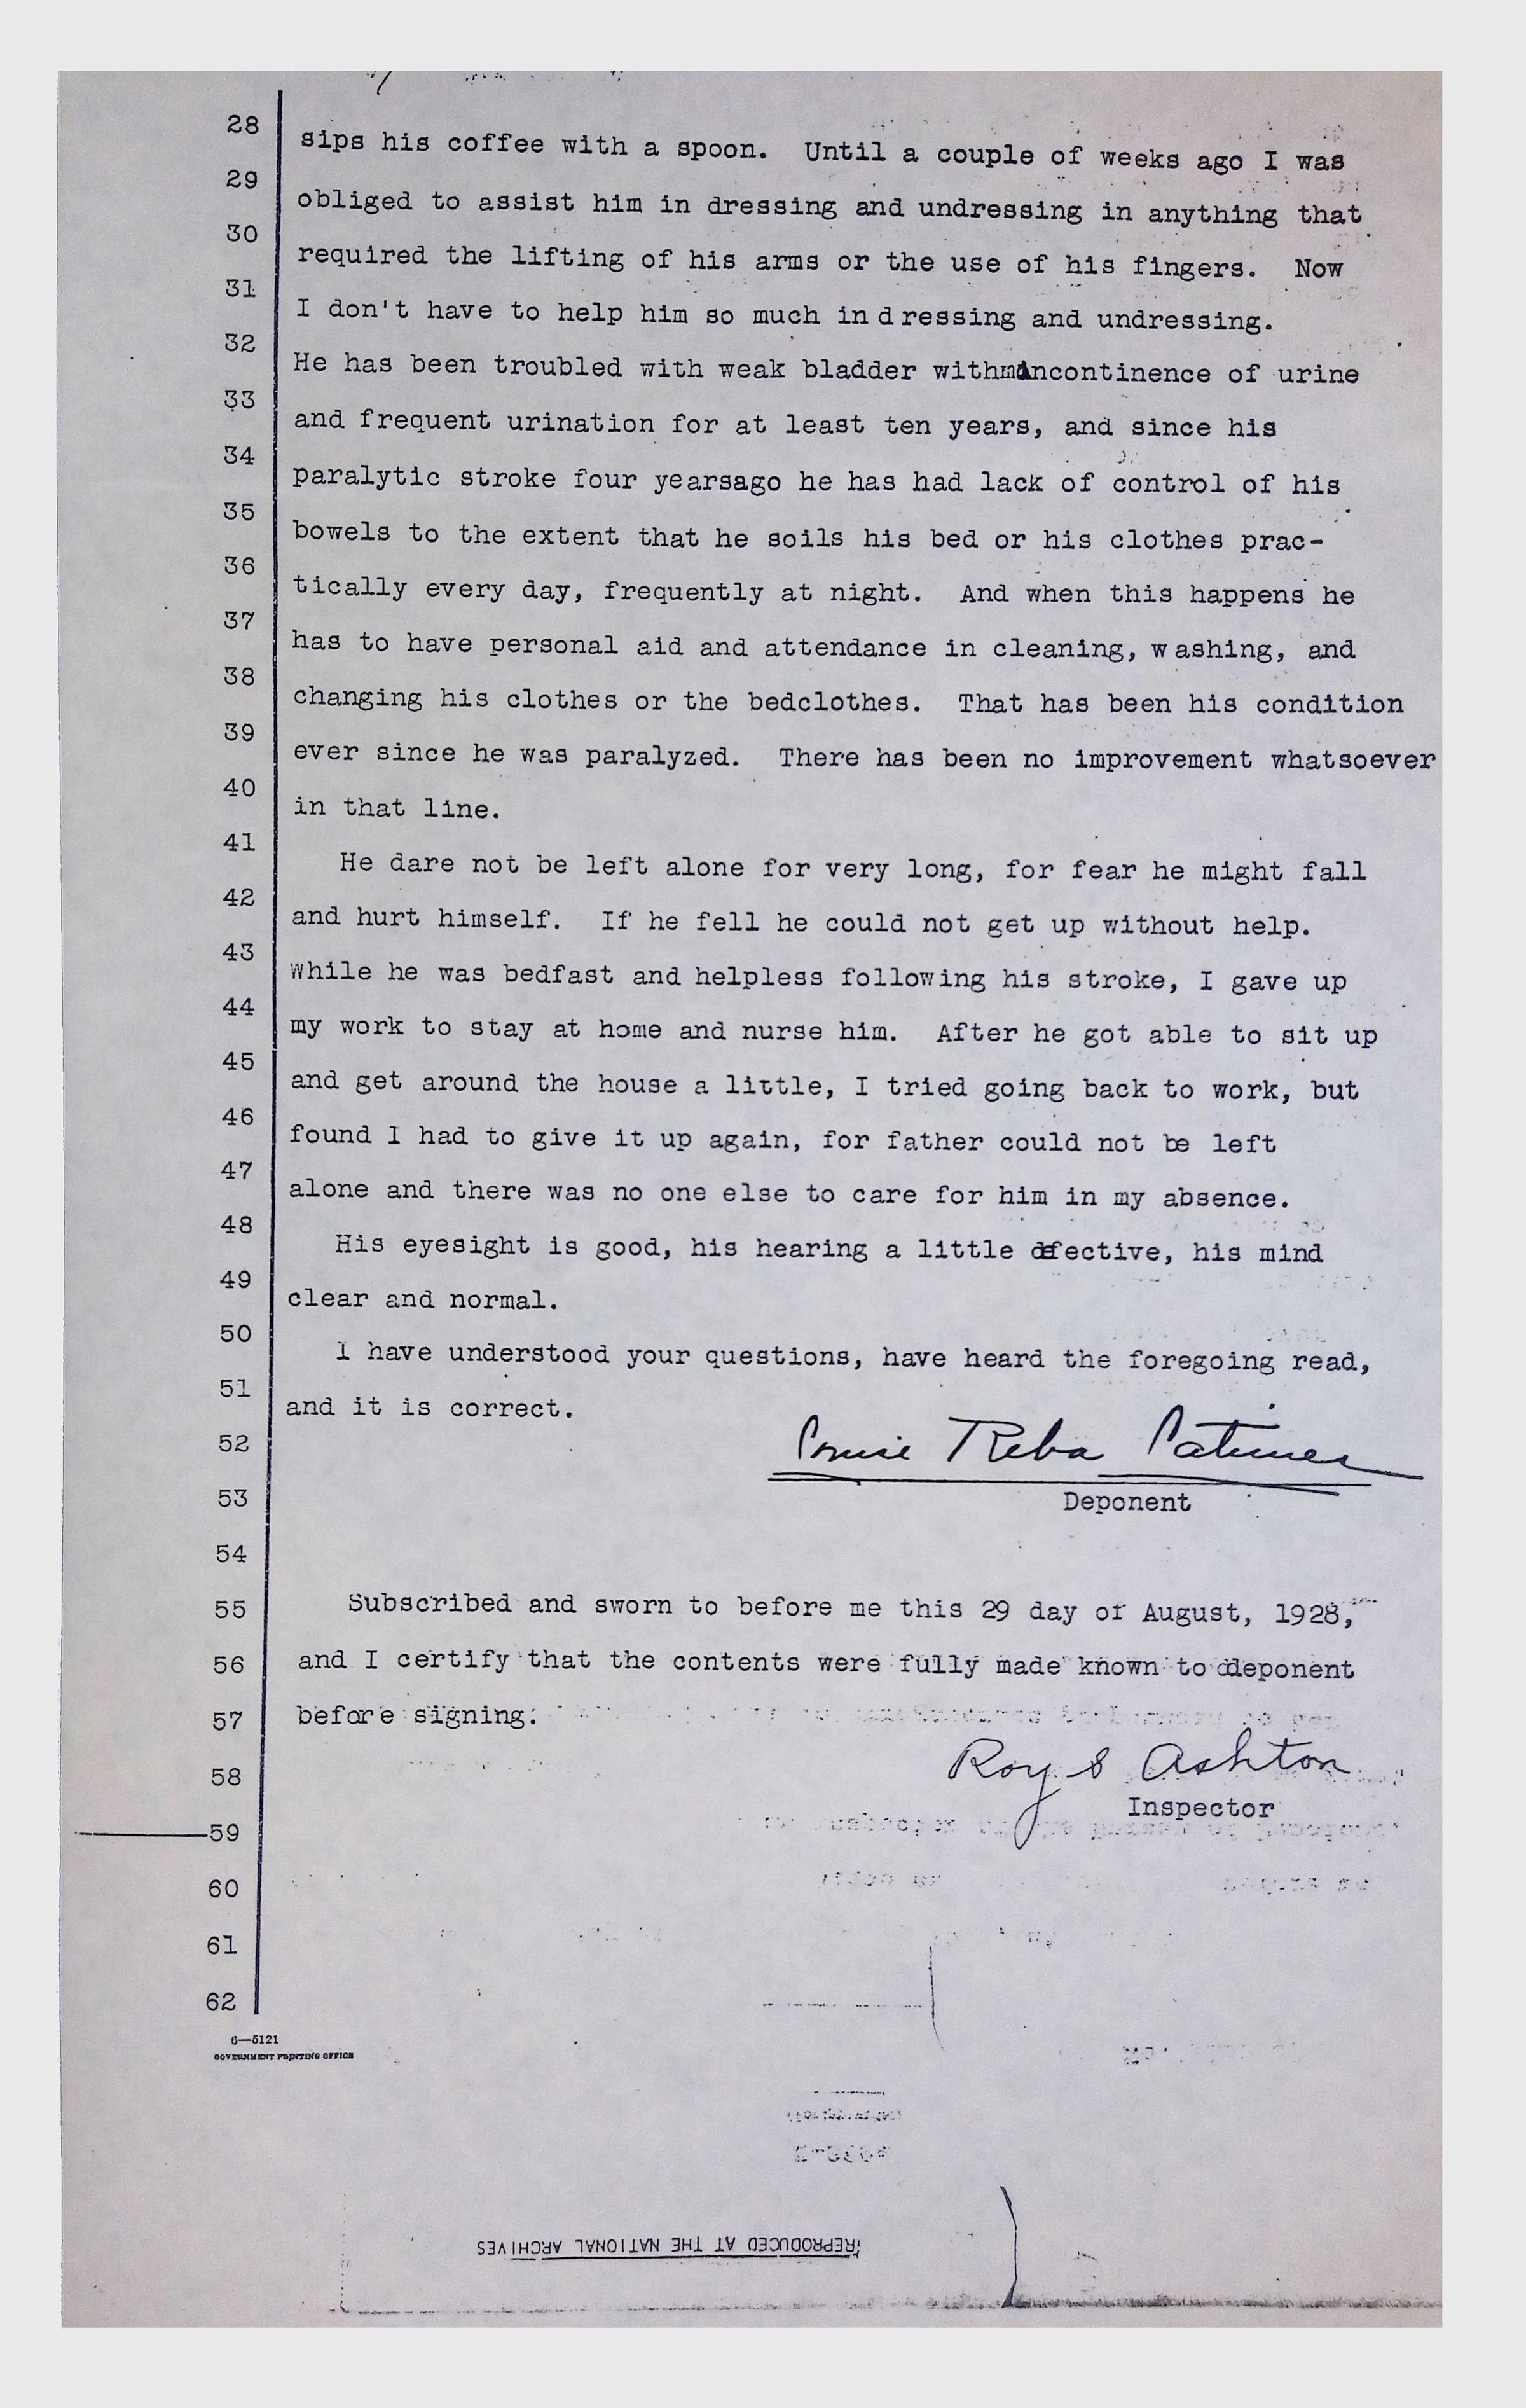 28 sips his coffee with a spoon. Until a couple of weeks ago I was
29 obliged to assist him in dressing and undressing in anything that
30 required the lifting of his arms or the use of his fingers. Now
31 I don't have to help him so much in dressing and undressing.
32 He has been troubled with weak bladder with incontinence of urine
33 and frequent urination for at least ten years, and since his
34 paralytic stroke four yearsago he has had lack of control of his
35 bowels to the extent that he soils his bed or his clothes prac-
36 tically every day, frequently at night. And when this happens he
37 has to have personal aid and attendance in cleaning, washing, and
38 changing his clothes or the bedclothes. That has been his condition
39 ever since he was paralyzed. There has been no improvement whatsoever
40 in that line.
41 He dare not be left alone for very long, for fear he might fall
42 and hurt himself. If he fell he could not get up without help.
43 While he was bedfast and helpless following his stroke, I gave up
44 my work to stay at home and nurse him. After he got able to sit up
45 and get around the house a little, I tried going back to work, but
46 found I had to give it up again, for father could not be left
47 alone and there was no one else to care for him in my absence.
48 His eyesight is good, his hearing a little defective, his mind
49 clear and normal.
50 I have understood your questions, have heard the foregoing read,
51 and it is correct.
52 Louise Reba
53 Deponent
54
55 Subscribed and sworn to before me this 29 day of August, 1928,
56 and I certify that the contents were fully made known to deponent
57 before signing.
58 Roy S Ashton
Inspector
59
60
61
62
6—5121
GOVERNMENT PRINTING OFFICE
REPRODUCED AT THE NATIONAL ARCHIVES